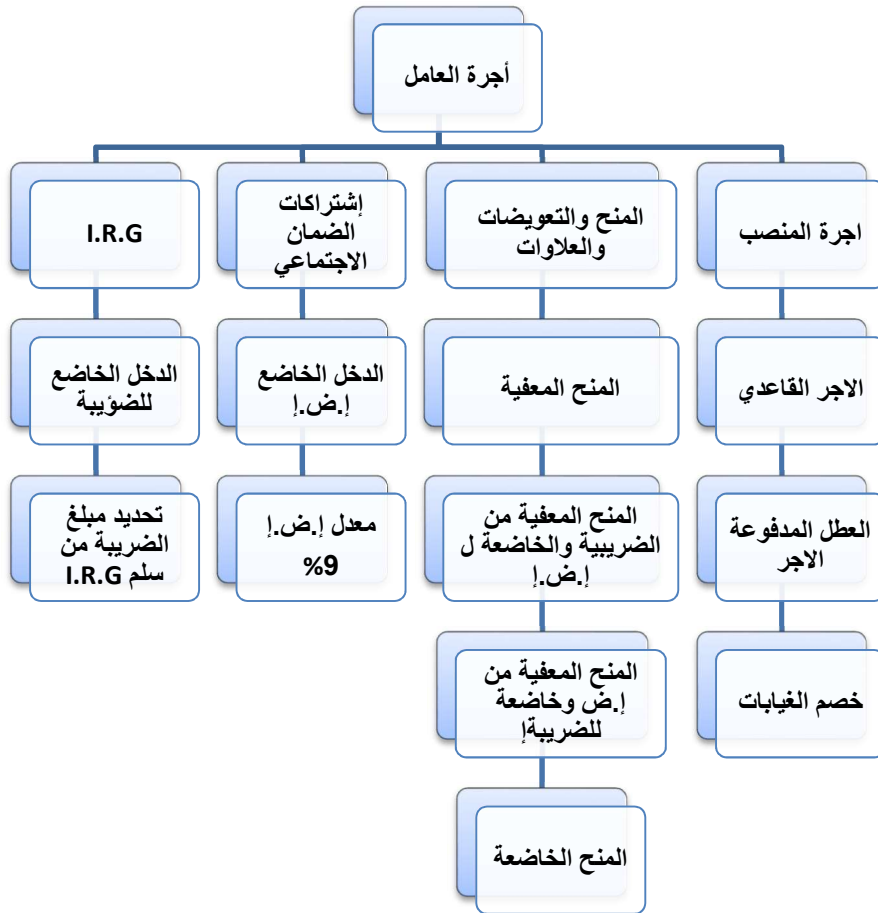 أجرة العامل
اجرة المنصب
المنح والتعويضات
والعلاوات
إشتراكات
الضمان
الاجتماعي
I.R.G
الاجر القاعدي
المنح المعفية
الدخل الخاضع
إ.ض.إ
الدخل الخاضع
للضؤيبة
العطل المدفوعة
الاجر
المنح المعفية من
الضريبية والخاضعة ل
إ.ض.إ
معدل إ.ض.إ
9%
تحديد مبلغ
الضريبة من
سلم I.R.G
خصم الغيابات
المنح المعفية من
إ.ض وخاضعة
للضريبةإ
المنح الخاضعة